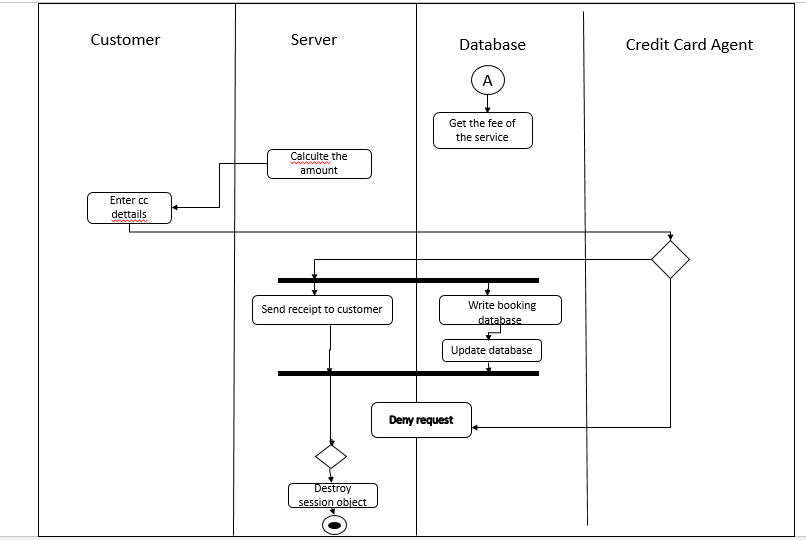 Customer
Server
Database
Credit Card Agent
A
Get the fee of
the service
Calculte the
amount
Enter cc
dettails
Send receipt to customer
Write booking
database
Update database
Deny request
Destroy
session object